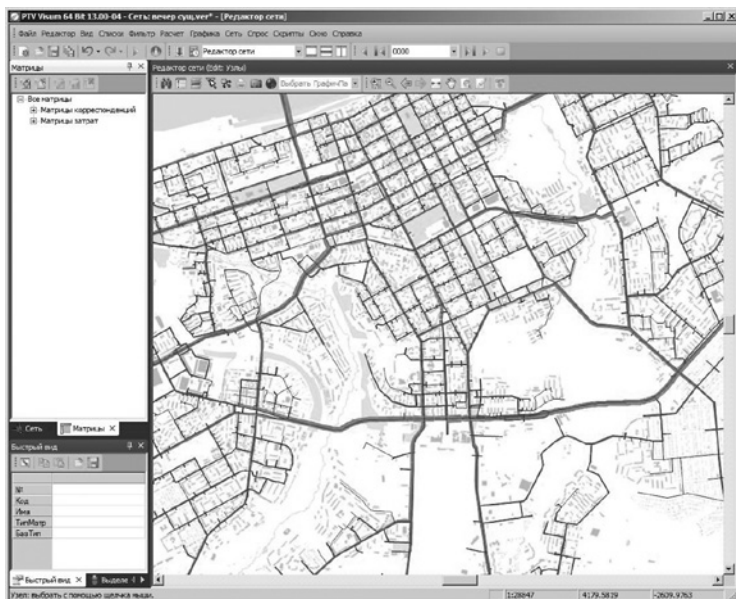 PTV Visum 64 Bit 13.00-04 - Сеть: вечер сущ.ver* - [Редактор сети]
Файл Редактор Вид Списки Фильтр Расчет Графика Сеть Спрос Скрипты Окно Справка
Редактор сети
0000
Матрицы
Редактор сети (Edit: Узлы)
Выбрать ГрафичПа
Все матрицы
Матрицы корреспонденций
Матрицы затрат
Сеть
Матрицы
Быстрый вид
№
Код
Имя
ТипМатр
БазТип
Быстрый вид
Выделе
Узел: выбрать с помощью щелчка мыши.
1:28847
4179.5819
-2609.9763